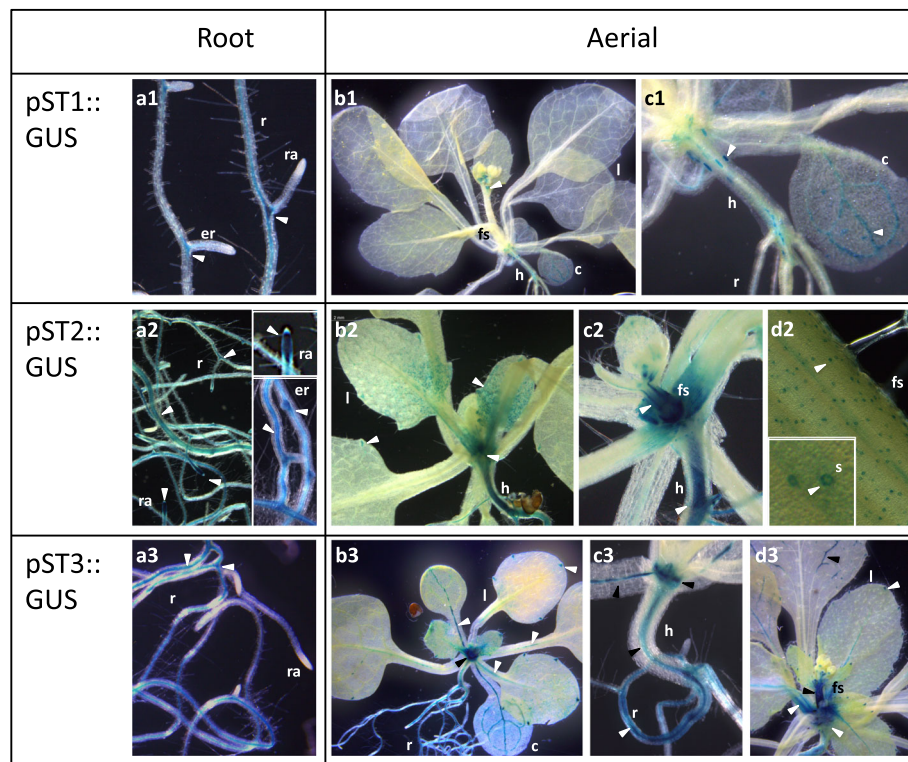 Root
Aerial
pST1::
GUS
a1
r
ra
er
b1
l
fs
c
h
c1
c
h
r
pST2::
GUS
a2
r
ra
ra
er
b2
l
h
c2
fs
h
d2
fs
s
pST3::
GUS
a3
r
ra
b3
l
r
c
c3
h
r
d3
l
fs